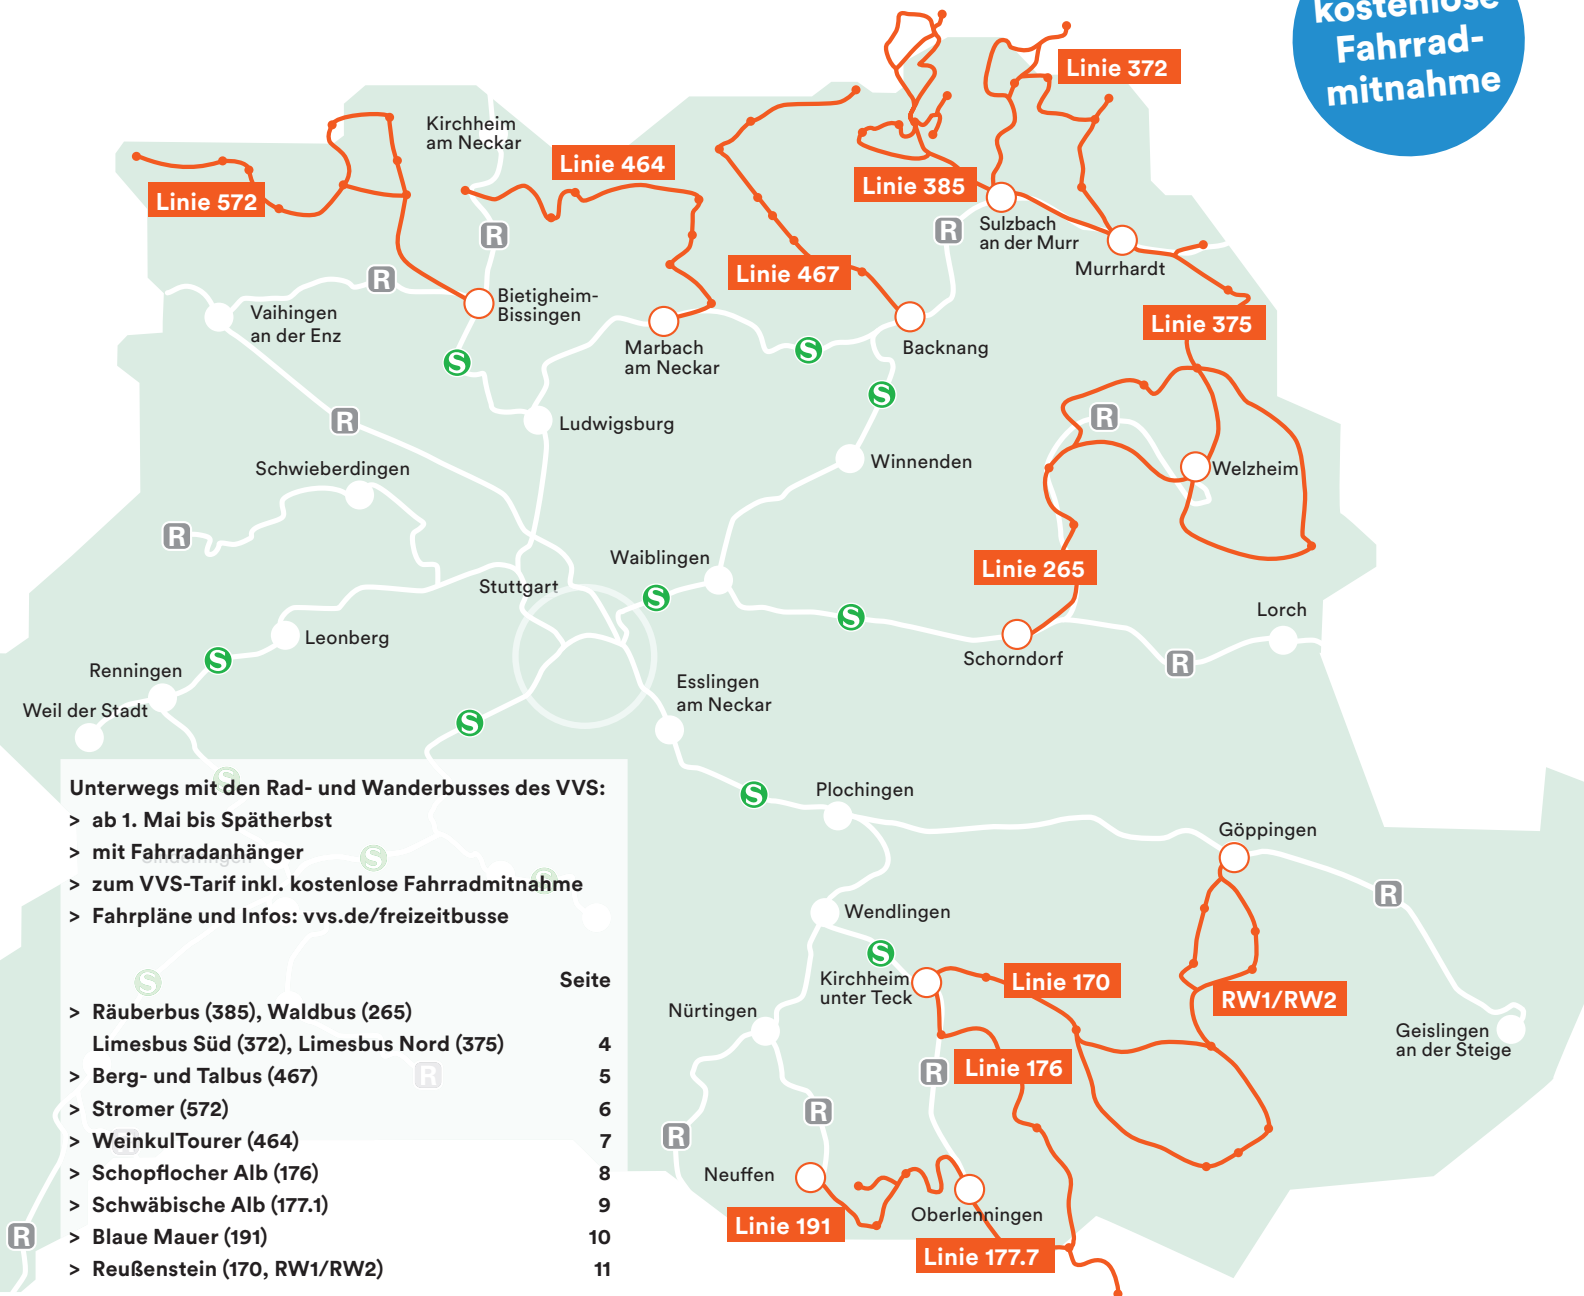 kostenlose
Fahrrad-
mitnahme
Linie 372
Kirchheim
am Neckar
Linie 464
Linie 572
Linie 385
Sulzbach
an der Murr
Murrhardt
Linie 467
R
R
R
Bietigheim-
Bissingen
Vaihingen
an der Enz
Linie 375
Marbach
am Neckar
Backnang
S
S
S
R
R
Ludwigsburg
Schwieberdingen
Winnenden
Welzheim
R
Waiblingen
Linie 265
Stuttgart
S
S
Lorch
Leonberg
Schorndorf
R
S
Renningen
Weil der Stadt
Esslingen
am Neckar
S
S
Plochingen
Göppingen
R
Wendlingen
S
Kirchheim
unter Teck
Linie 170
RW1/RW2
Nürtingen
Geislingen
an der Steige
Linie 176
R
R
R
Neuffen
Oberlenningen
Linie 191
Linie 177.7
Unterwegs mit den Rad- und Wanderbusses des VVS:
> ab 1. Mai bis Spätherbst
> mit Fahrradanhänger
> zum VVS-Tarif inkl. kostenlose Fahrradmitnahme
> Fahrpläne und Infos: vvs.de/freizeitbusse
Seite
> Räuberbus (385), Waldbus (265)
Limesbus Süd (372), Limesbus Nord (375) 4
> Berg- und Talbus (467) 5
> Stromer (572) 6
> WeinkulTourer (464) 7
> Schopflocher Alb (176) 8
> Schwäbische Alb (177.1) 9
> Blaue Mauer (191) 10
> Reußenstein (170, RW1/RW2) 11
S
S
S
S
R
R
R